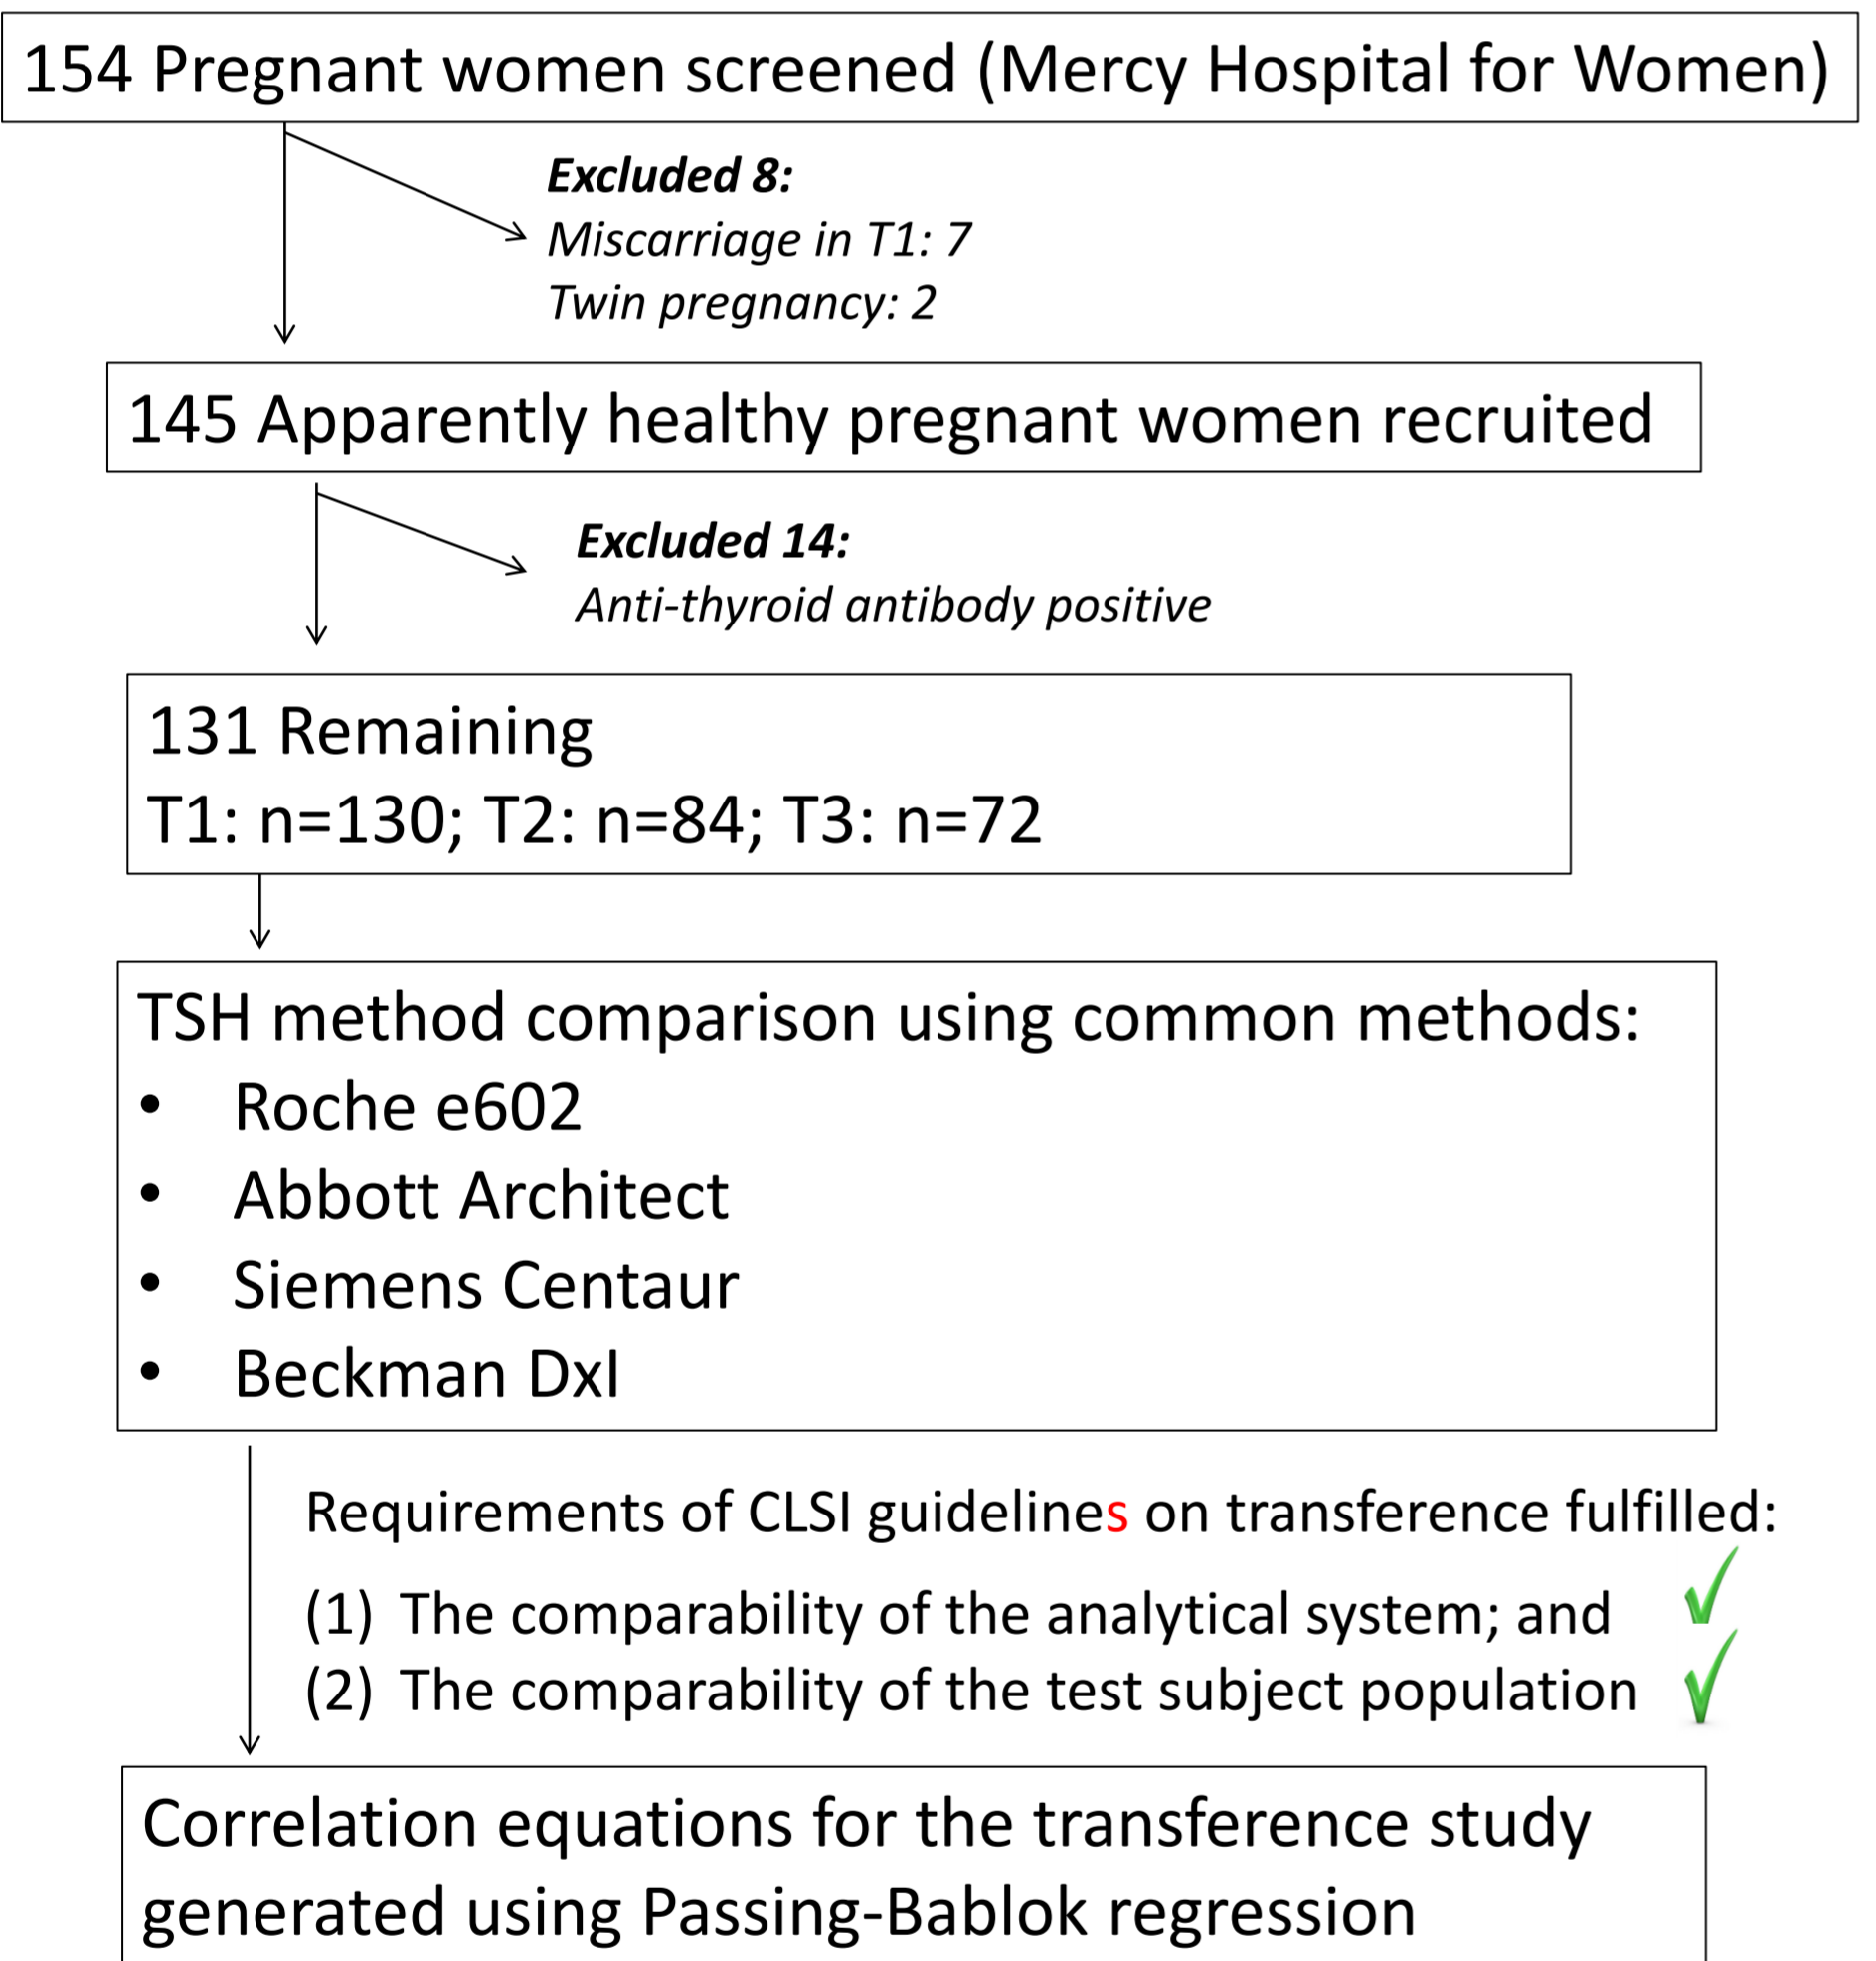 154 Pregnant women screened (Mercy Hospital for Women)
Excluded 8:
Miscarriage in T1: 7
Twin pregnancy: 2
145 Apparently healthy pregnant women recruited
Excluded 14:
Anti-thyroid antibody positive
131 Remaining
T1: n=130; T2: n=84; T3: n=72
TSH method comparison using common methods:
• Roche e602
• Abbott Architect
• Siemens Centaur
• Beckman DxI
Requirements of CLSI guidelines on transference fulfilled:
(1) The comparability of the analytical system; and
(2) The comparability of the test subject population
Correlation equations for the transference study
generated using Passing-Bablok regression